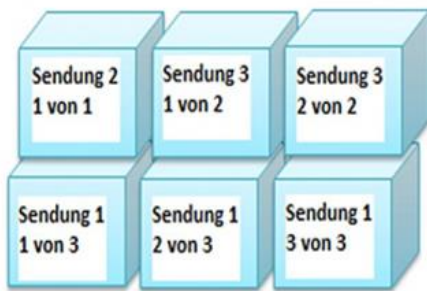 Sendung 2
1 von 1
Sendung 3
1 von 2
Sendung 3
2 von 2
Sendung 1
1 von 3
Sendung 1
2 von 3
Sendung 1
3 von 3